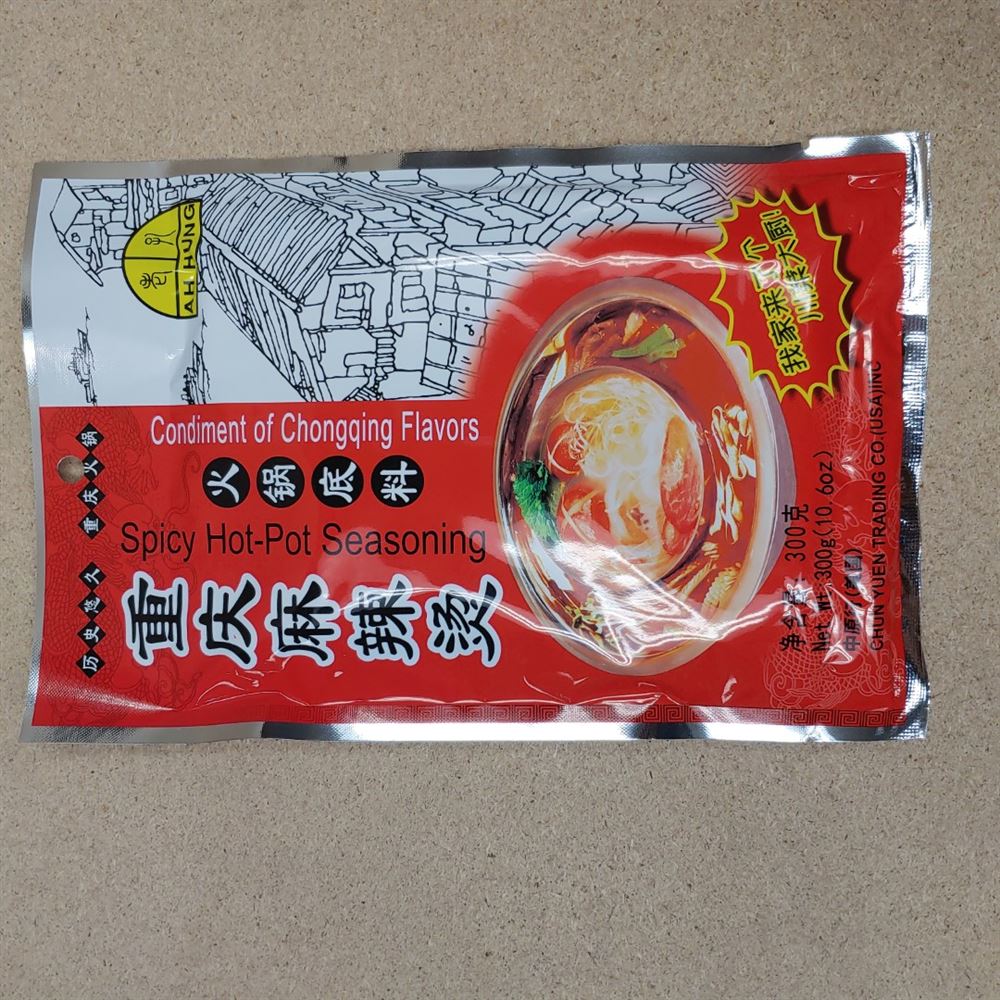 AH.HUNG
我家来 个
川菜大厨!
历史悠久 重庆火锅
Condiment of Chongqing Flavors
火锅底料
Spicy Hot-Pot Seasoning
重庆麻辣烫
净含量: 300克
Net wt: 300g(10.6oz)
CHUN YUEN TRADING CO.(USA)INC